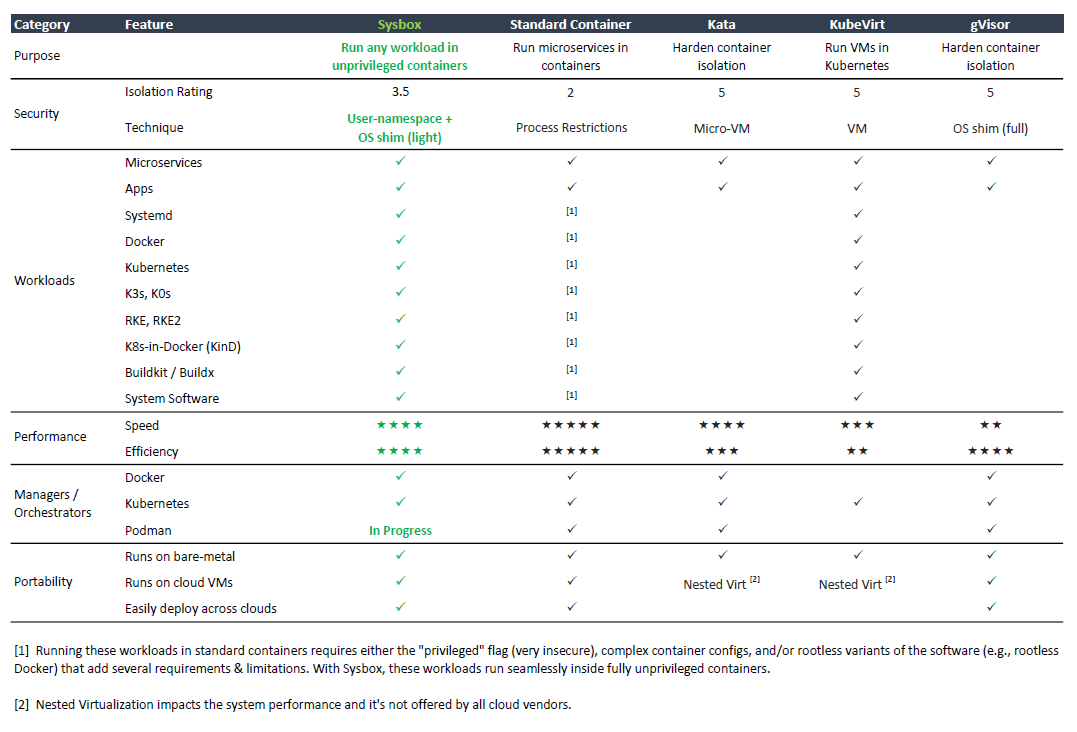 Category Feature Sysbox Standard Container Kata KubeVirt gVisor
Purpose Run any workload in unprivileged containers Run microservices in containers Harden container isolation Run VMs in Kubernetes Harden container isolation
Security
Isolation Rating 3.5 2 5 5 5
Technique User-namespace + OS shim (light) Process Restrictions Micro-VM VM OS shim (full)
Workloads
Microservices ✓ ✓ ✓ ✓ ✓
Apps ✓ ✓ ✓ ✓ ✓
Systemd ✓ [1] ✓
Docker ✓ [1] ✓
Kubernetes ✓ [1] ✓
K3s, K0s ✓ [1] ✓
RKE, RKE2 ✓ [1] ✓
K8s-in-Docker (KinD) ✓ [1] ✓
Buildkit / Buildx ✓ [1] ✓
System Software ✓ [1] ✓
Performance
Speed ★★★★ ★★★★★ ★★★★ ★★★ ★★
Efficiency ★★★★ ★★★★★ ★★★ ★★ ★★★★
Managers / Orchestrators
Docker ✓ ✓ ✓ ✓
Kubernetes ✓ ✓ ✓ ✓ ✓
Podman In Progress ✓ ✓ ✓
Portability
Runs on bare-metal ✓ ✓ ✓ ✓ ✓
Runs on cloud VMs ✓ ✓ Nested Virt [2] Nested Virt [2] ✓
Easily deploy across clouds ✓ ✓ ✓
[1] Running these workloads in standard containers requires either the "privileged" flag (very insecure), complex container configs, and/or rootless variants of the software (e.g., rootless
Docker) that add several requirements & limitations. With Sysbox, these workloads run seamlessly inside fully unprivileged containers.
[2] Nested Virtualization impacts the system performance and it's not offered by all cloud vendors.